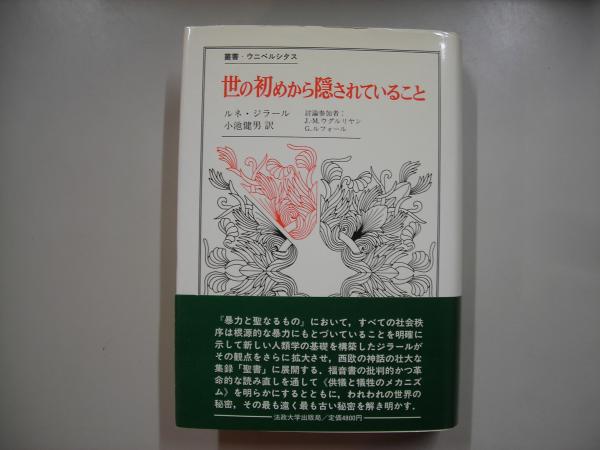 叢書・ウニベルシタス
世の初めから隠されていること
ルネ・ジラール
小池健男 訳
討論参加者：
J.-M.ウグルリヤン
G.ルフォール
『暴力と聖なるもの』において，すべての社会秩
序は根源的な暴力にもとづいていることを明確に
示して新しい人類学の基礎を構築したジラールが
その観点をさらに拡大させ，西欧の神話の壮大な
集録「聖書」に展開する．福音書の批判的かつ革
命的な読み直しを通して《供犠と犠牲のメカニズ
ム》を明らかにするとともに，われわれの世界の
秘密，その最も遠く最も古い秘密を解き明かす．
法政大学出版局／定価4800円